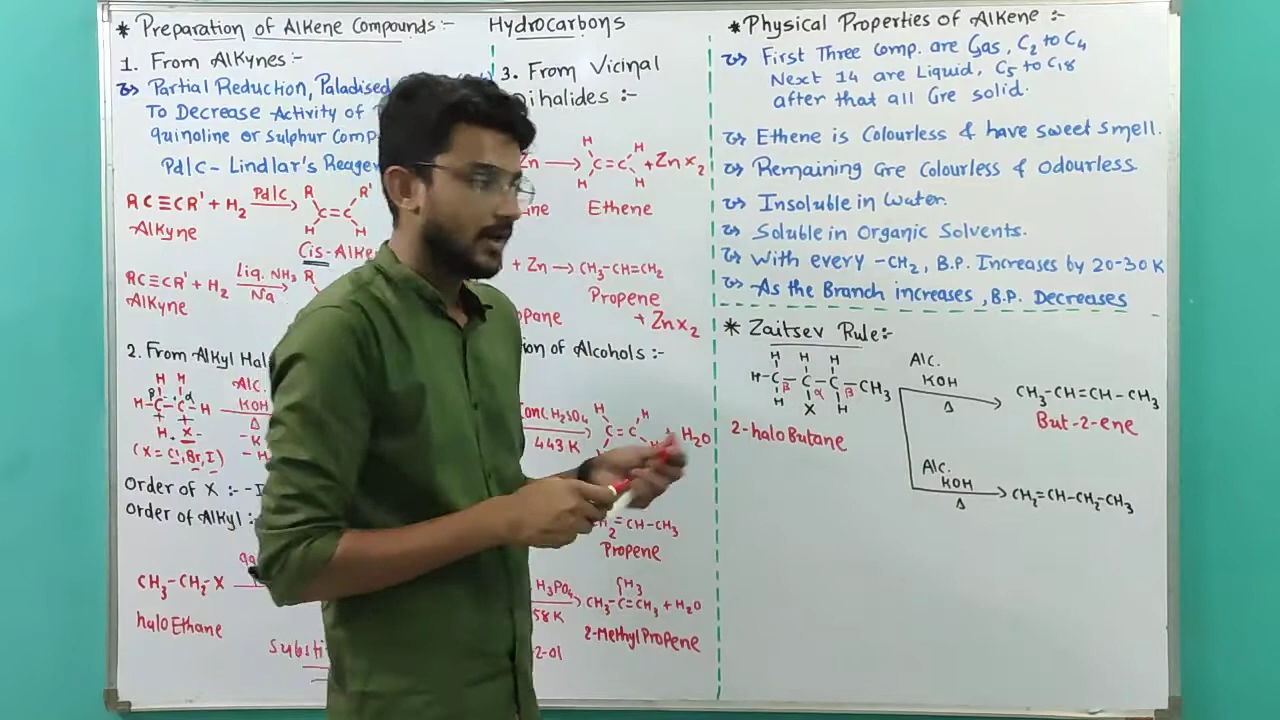 * Preparation of Alkene Compounds:-
1. From Alkynes:-
Partial Reduction, Paladised
To Decrease Activity of
quinoline or Sulphur Comp
Pd/C - Lindlar's Reagen
RC≡CR' + H2 Pd/C → R R' C=C H H
Alkyne
Cis-Alke
RC≡CR' + H2 Liq. NH3 Na → R
Alkyne
2. From Alkyl Hal
H H
β α
H-C-C-H Alc. KOH Δ
H X
(X = Cl, Br, I)
Order of X :- -I
Order of Alkyl :
CH3-CH2-X
haloEthane
Substi
Hydrocarbons
3. From Vicinal
Dihalides :-
Zn → H H C=C H H + ZnX2
ane Ethene
+ Zn → CH3-CH=CH2
Propene
opane + ZnX2
ion of Alcohols :-
Con(H2SO4 443K → H H C=C + H2O
=CH-CH3
Propene
H3PO4 58K → CH3 CH3-C=CH3 + H2O
2-Methyl Propene
2-ol
* Physical Properties of Alkene :-
First Three Comp. are Gas, C2 to C4
Next 14 are Liquid, C5 to C18
after that all are solid.
Ethene is Colourless & have sweet smell.
Remaining are Colourless & odourless
Insoluble in Water.
Soluble in Organic Solvents.
With every -CH2, B.P. Increases by 20-30 K
As the Branch increases, B.P. Decreases
* Zaitsev Rule:-
H H H
H-C-C-C-CH3
β α β
H X H
2-halo Butane
Alc. KOH Δ → CH3-CH=CH-CH3
But-2-ene
Alc. KOH Δ → CH2=CH-CH2-CH3